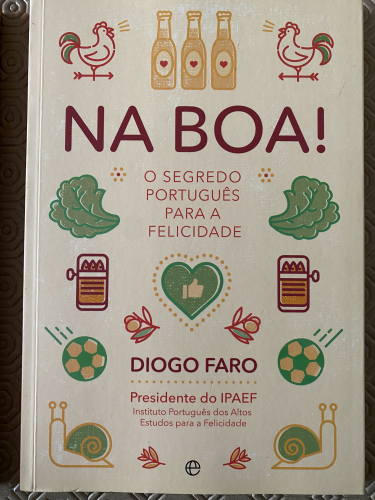 NA BOA!
O SEGREDO
PORTUGUÊS
PARA A
FELICIDADE
DIOGO FARO
Presidente do IPAEF
Instituto Português dos Altos
Estudos para a Felicidade
e